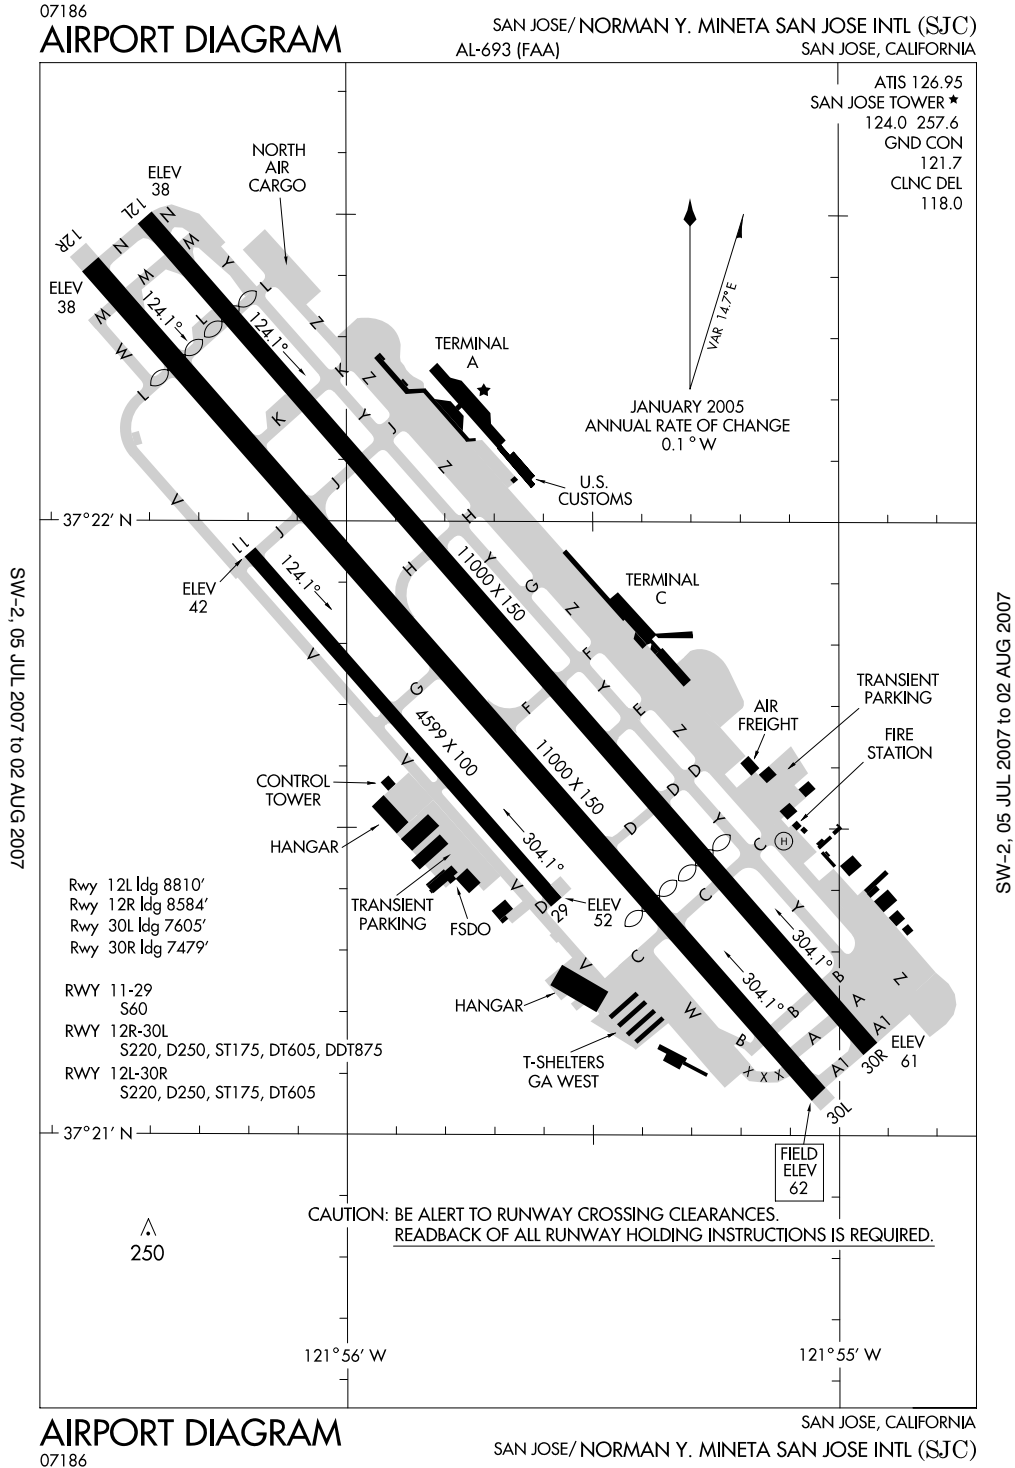 07186
AIRPORT DIAGRAM
SAN JOSE/ NORMAN Y. MINETA SAN JOSE INTL (SJC)
AL-693 (FAA)
SAN JOSE, CALIFORNIA
ATIS 126.95
SAN JOSE TOWER ★
124.0 257.6
GND CON
121.7
CLNC DEL
118.0
NORTH
AIR
CARGO
ELEV
38
12L
12R
ELEV
38
N
N
W
W
W
W
Y
L
L
L
Z
124.1°
124.1°
VAR 14.7° E
JANUARY 2005
ANNUAL RATE OF CHANGE
0.1° W
TERMINAL
A
U.S.
CUSTOMS
K
K
Z
Y
J
J
J
Z
V
H
H
Y
G
Z
37°22' N
11
ELEV
42
124.1°
11000 X 150
TERMINAL
C
V
G
F
F
Y
E
Z
4599 X 100
11000 X 150
V
TRANSIENT
PARKING
AIR
FREIGHT
FIRE
STATION
CONTROL
TOWER
HANGAR
D
D
D
Y
C
H
304.1°
TRANSIENT
PARKING
FSDO
V
D
29
ELEV
52
C
C
V
Y
Z
304.1°
304.1°
Rwy 12L ldg 8810'
Rwy 12R ldg 8584'
Rwy 30L ldg 7605'
Rwy 30R ldg 7479'
RWY 11-29
S60
RWY 12R-30L
S220, D250, ST175, DT605, DDT875
RWY 12L-30R
S220, D250, ST175, DT605
HANGAR
T-SHELTERS
GA WEST
W
B
B
B
A
A
A1
A1
X X X
30R
ELEV
61
30L
37°21' N
FIELD
ELEV
62
CAUTION: BE ALERT TO RUNWAY CROSSING CLEARANCES.
READBACK OF ALL RUNWAY HOLDING INSTRUCTIONS IS REQUIRED.
250
121°56' W
121°55' W
SW-2, 05 JUL 2007 to 02 AUG 2007
SW-2, 05 JUL 2007 to 02 AUG 2007
AIRPORT DIAGRAM
07186
SAN JOSE, CALIFORNIA
SAN JOSE/ NORMAN Y. MINETA SAN JOSE INTL (SJC)